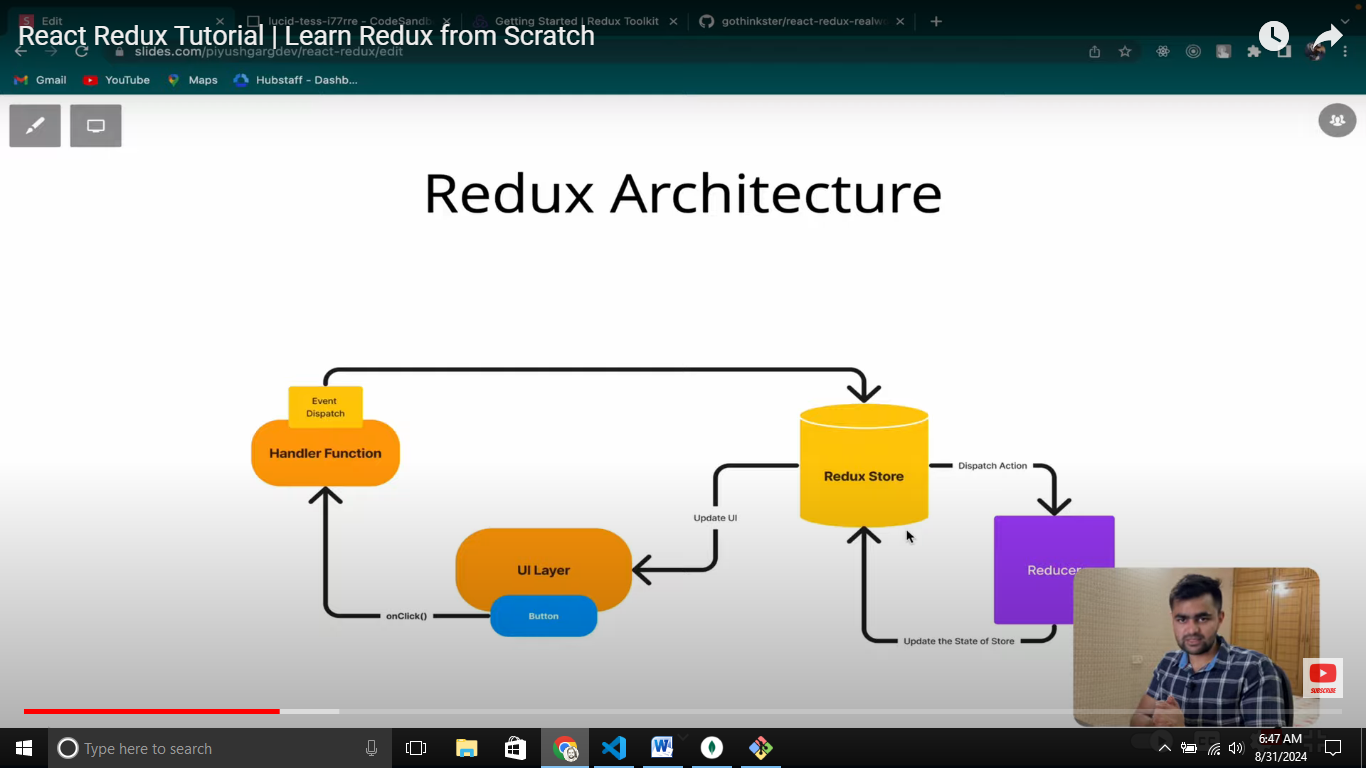 Edit
lucid-tess-i77rre - CodeSandb
Getting Started | Redux Toolkit
gothinkster/react-redux-realw
React Redux Tutorial | Learn Redux from Scratch
slides.com/piyushgargdev/react-redux/edit
Gmail
YouTube
Maps
Hubstaff - Dashb...
Redux Architecture
Event
Dispatch
Handler Function
Redux Store
Dispatch Action
Update UI
UI Layer
Reducer
onClick()
Button
Update the State of Store
SUBSCRIBE
Type here to search
6:47 AM
8/31/2024